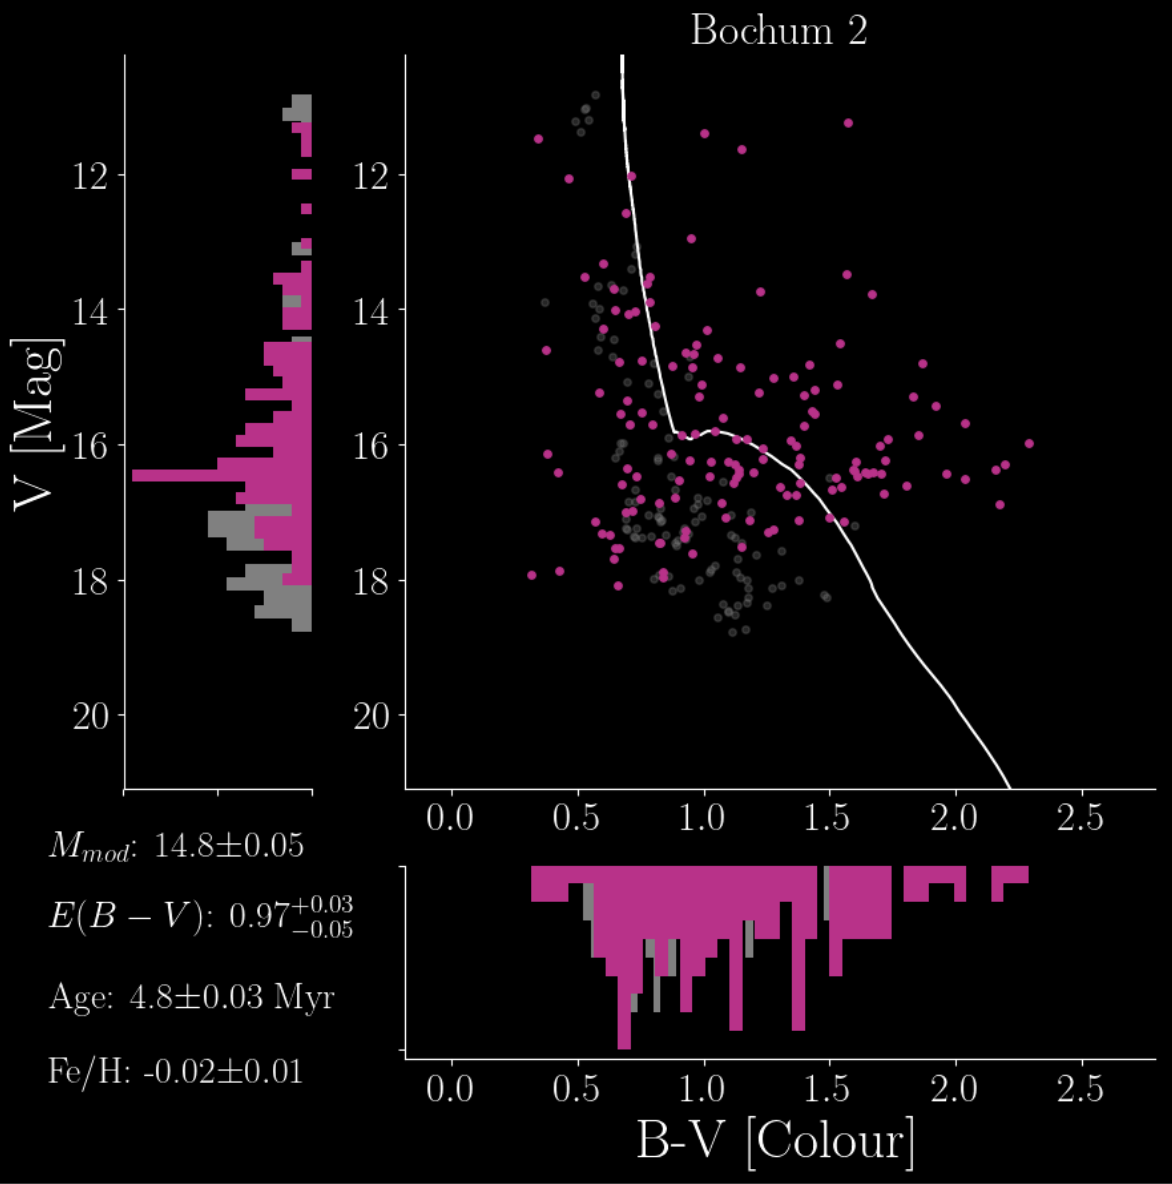 Bochum 2
V [Mag]
12
14
16
18
20
12
14
16
18
20
0.0 0.5 1.0 1.5 2.0 2.5
M_mod: 14.8±0.05
E(B − V): 0.97^{+0.03}_{−0.05}
Age: 4.8±0.03 Myr
Fe/H: -0.02±0.01
0.0 0.5 1.0 1.5 2.0 2.5
B-V [Colour]